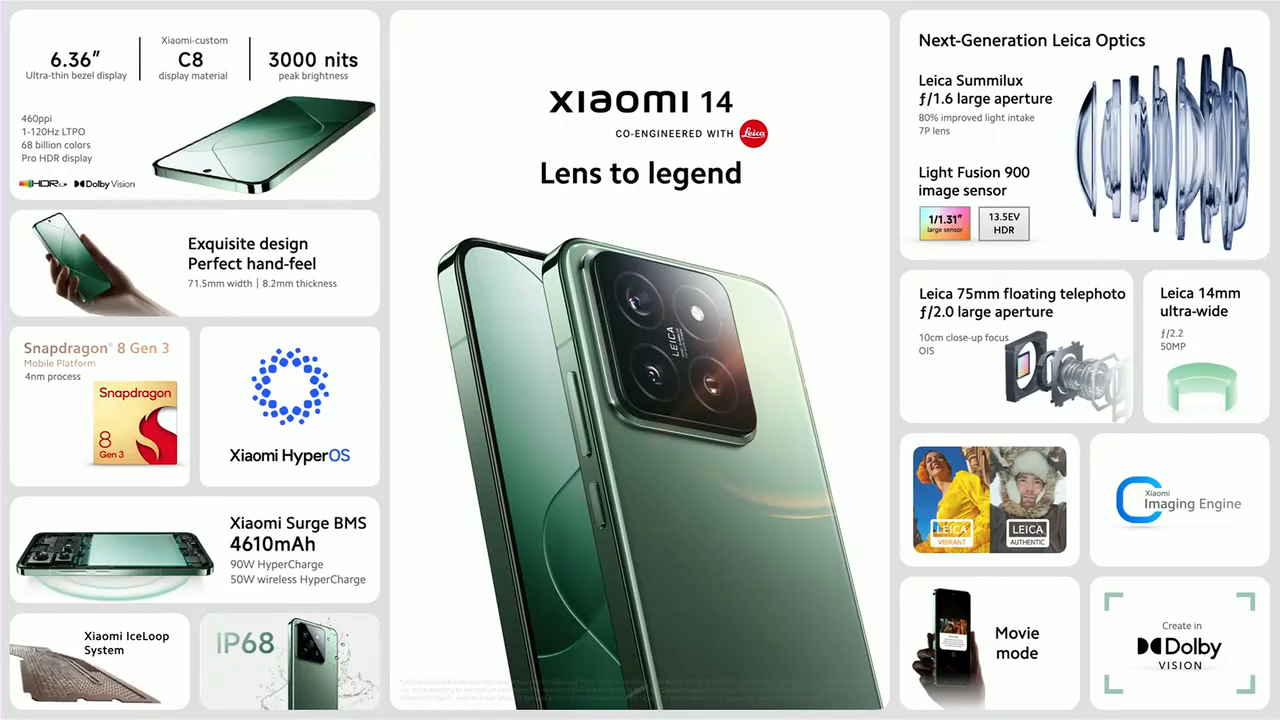 6.36"
Ultra-thin bezel display
Xiaomi-custom
C8
display material
3000 nits
peak brightness
460ppi
1-120Hz LTPO
68 billion colors
Pro HDR display
Dolby Vision
Exquisite design
Perfect hand-feel
71.5mm width | 8.2mm thickness
Snapdragon® 8 Gen 3
Mobile Platform
4nm process
Snapdragon
8
Gen 3
Xiaomi HyperOS
Xiaomi Surge BMS
4610mAh
90W HyperCharge
50W wireless HyperCharge
Xiaomi IceLoop
System
IP68
xiaomi 14
CO-ENGINEERED WITH Leica
Lens to legend
LEICA
Next-Generation Leica Optics
Leica Summilux
ƒ/1.6 large aperture
80% improved light intake
7P lens
Light Fusion 900
image sensor
1/1.31"
large sensor
13.5EV
HDR
Leica 75mm floating telephoto
ƒ/2.0 large aperture
10cm close-up focus
OIS
Leica 14mm
ultra-wide
ƒ/2.2
50MP
LEICA
VIBRANT
LEICA
AUTHENTIC
Xiaomi
Imaging Engine
Movie
mode
Create in
Dolby
VISION